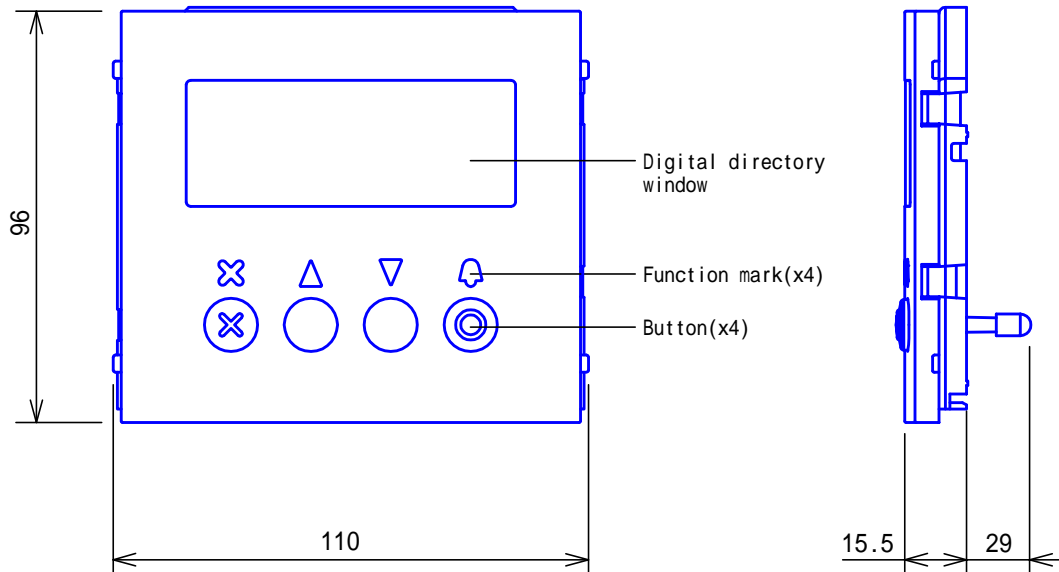 Digital directory
window
96
Function mark(x4)
Button(x4)
110
15.5
29